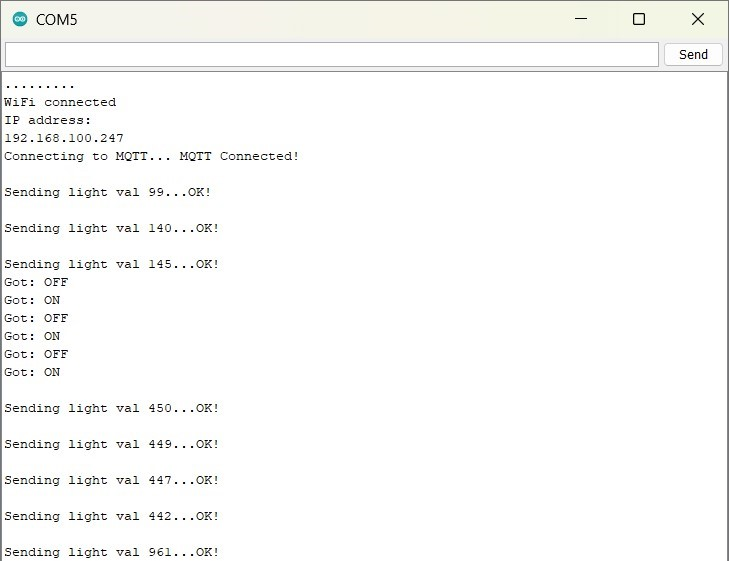 COM5
Send
.........
WiFi connected
IP address:
192.168.100.247
Connecting to MQTT... MQTT Connected!
Sending light val 99...OK!
Sending light val 140...OK!
Sending light val 145...OK!
Got: OFF
Got: ON
Got: OFF
Got: ON
Got: OFF
Got: ON
Sending light val 450...OK!
Sending light val 449...OK!
Sending light val 447...OK!
Sending light val 442...OK!
Sending light val 961...OK!